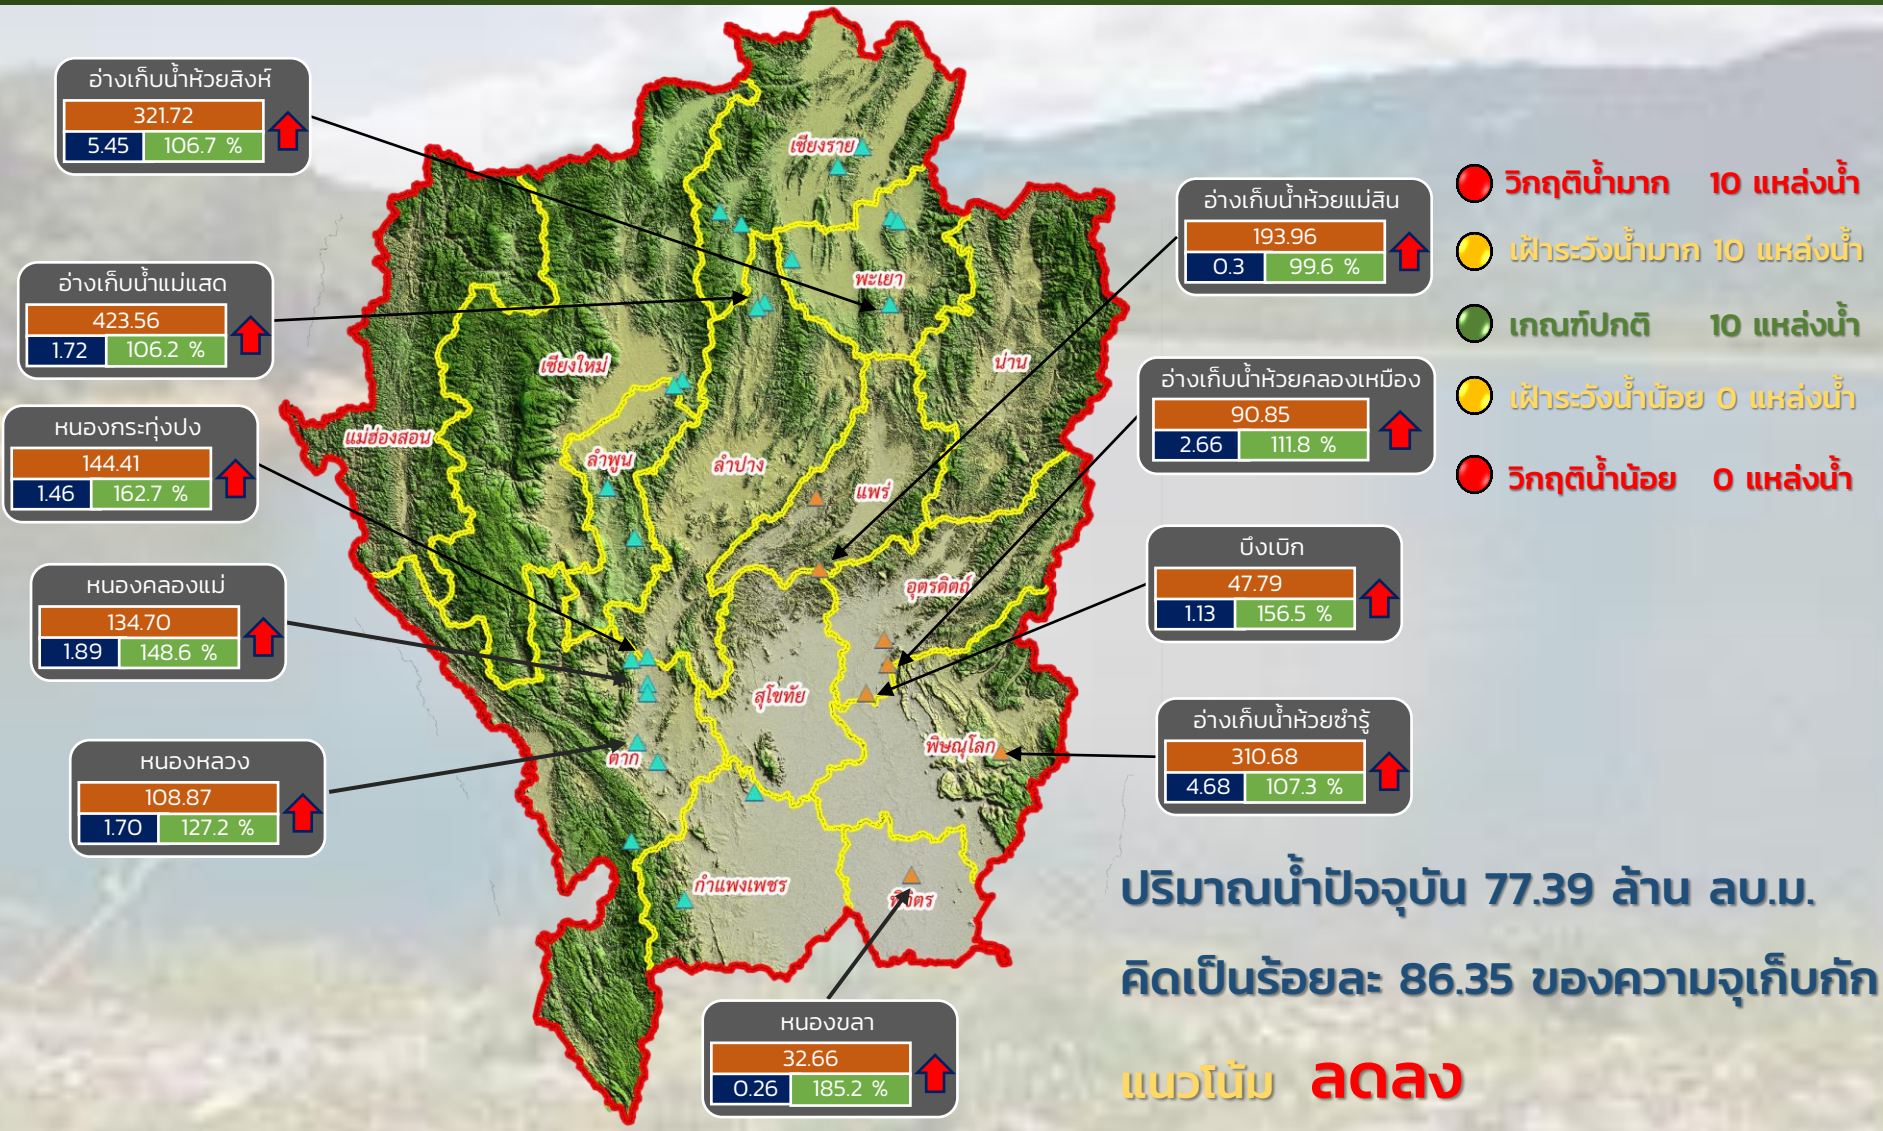 อ่างเก็บน้ำห้วยสิงห์
321.72
5.45 106.7 %
อ่างเก็บน้ำแม่แสด
423.56
1.72 106.2 %
หนองกระทุ่งปง
144.41
1.46 162.7 %
หนองคลองแม่
134.70
1.89 148.6 %
หนองหลวง
108.87
1.70 127.2 %
เชียงราย
พะเยา
น่าน
เชียงใหม่
แม่ฮ่องสอน
ลำพูน
ลำปาง
แพร่
อุตรดิตถ์
สุโขทัย
ตาก
พิษณุโลก
กำแพงเพชร
พิจิตร
หนองขลา
32.66
0.26 185.2 %
อ่างเก็บน้ำห้วยแม่สิน
193.96
0.3 99.6 %
อ่างเก็บน้ำห้วยคลองเหมือง
90.85
2.66 111.8 %
บึงเบิก
47.79
1.13 156.5 %
อ่างเก็บน้ำห้วยซำรู้
310.68
4.68 107.3 %
วิกฤติน้ำมาก 10 แหล่งน้ำ
เฝ้าระวังน้ำมาก 10 แหล่งน้ำ
เกณฑ์ปกติ 10 แหล่งน้ำ
เฝ้าระวังน้ำน้อย 0 แหล่งน้ำ
วิกฤติน้ำน้อย 0 แหล่งน้ำ
ปริมาณน้ำปัจจุบัน 77.39 ล้าน ลบ.ม.
คิดเป็นร้อยละ 86.35 ของความจุเก็บกัก
แนวโน้ม ลดลง